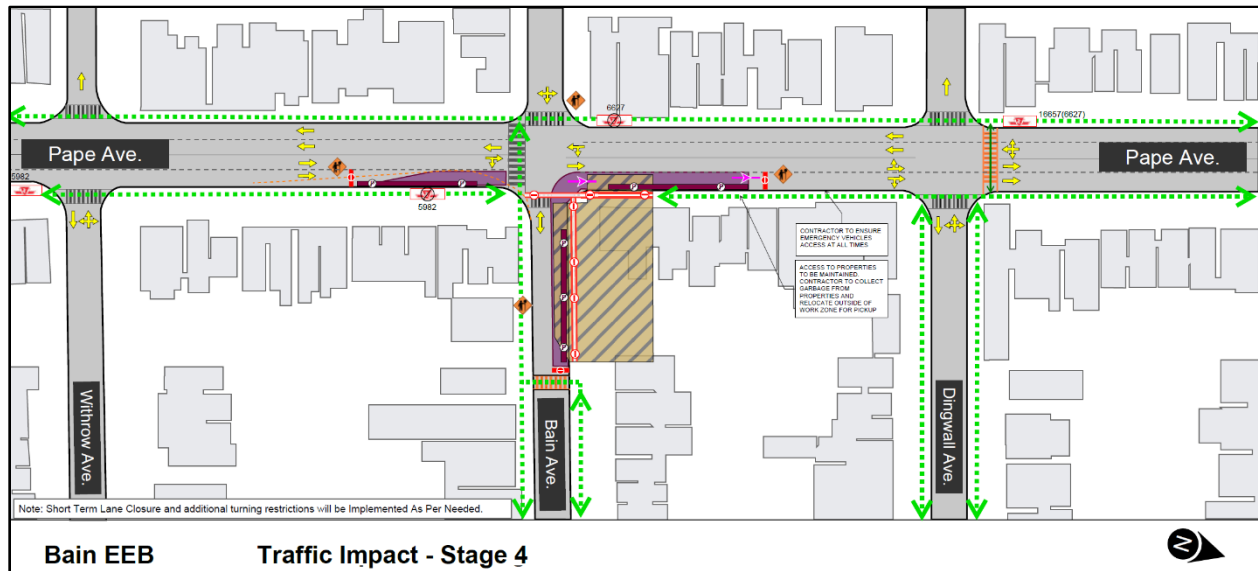 6627
16657(6627)
Pape Ave.
Pape Ave.
5982
5982
CONTRACTOR TO ENSURE
EMERGENCY VEHICLES
ACCESS AT ALL TIMES
ACCESS TO PROPERTIES
TO BE MAINTAINED.
CONTRACTOR TO COLLECT
GARBAGE FROM
PROPERTIES AND
RELOCATE OUTSIDE OF
WORK ZONE FOR PICKUP
Withrow Ave.
Bain Ave.
Dingwall Ave.
Note: Short Term Lane Closure and additional turning restrictions will be Implemented As Per Needed.
Bain EEB
Traffic Impact - Stage 4
N